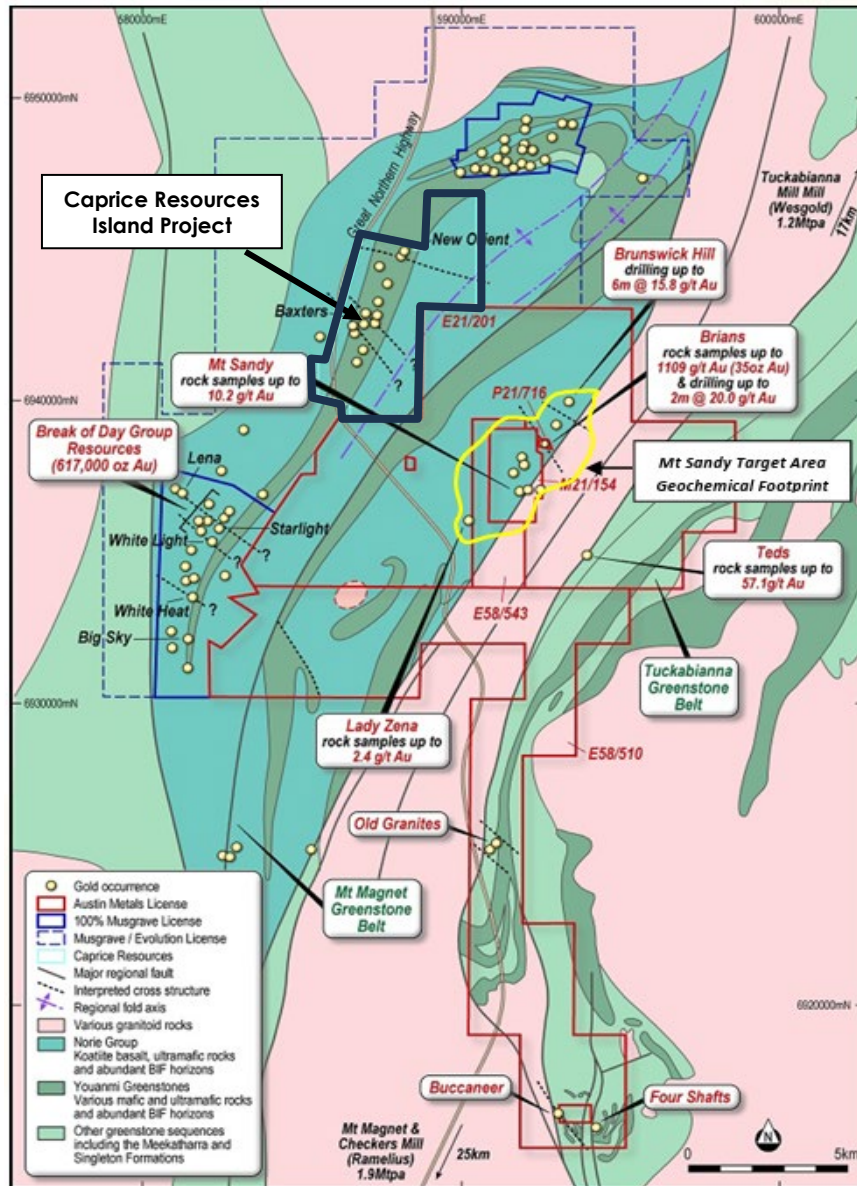 580000mE
590000mE
600000mE
6950000mN
Great Northern Highway
Caprice Resources
Island Project
New Orient
Tuckabianna
Mill Mill
(Wesgold)
1.2Mtpa
17km
Brunswick Hill
drilling up to
6m @ 15.8 g/t Au
Baxters
E21/201
?
Mt Sandy
rock samples up to
10.2 g/t Au
Brians
rock samples up to
1109 g/t Au (35oz Au)
& drilling up to
2m @ 20.0 g/t Au
6940000mN
P21/716
Break of Day Group
Resources
(617,000 oz Au)
Lena
Mt Sandy Target Area
Geochemical Footprint
M21/154
Starlight
White Light
?
?
Teds
rock samples up to
57.1g/t Au
E58/543
White Heat
?
Big Sky
Tuckabianna
Greenstone
Belt
6930000mN
Lady Zena
rock samples up to
2.4 g/t Au
E58/510
Old Granites
Mt Magnet
Greenstone
Belt
Gold occurrence
Austin Metals License
100% Musgrave License
Musgrave / Evolution License
Caprice Resources
Major regional fault
Interpreted cross structure
Regional fold axis
Various granitoid rocks
Norie Group
Koatiite basalt, ultramafic rocks
and abundant BIF horizons
Youanmi Greenstones
Various mafic and ultramafic rocks
and abundant BIF horizons
Other greenstone sequences
including the Meekatharra and
Singleton Formations
6920000mN
Buccaneer
Four Shafts
Mt Magnet &
Checkers Mill
(Ramelius)
1.9Mtpa
25km
N
0
5km